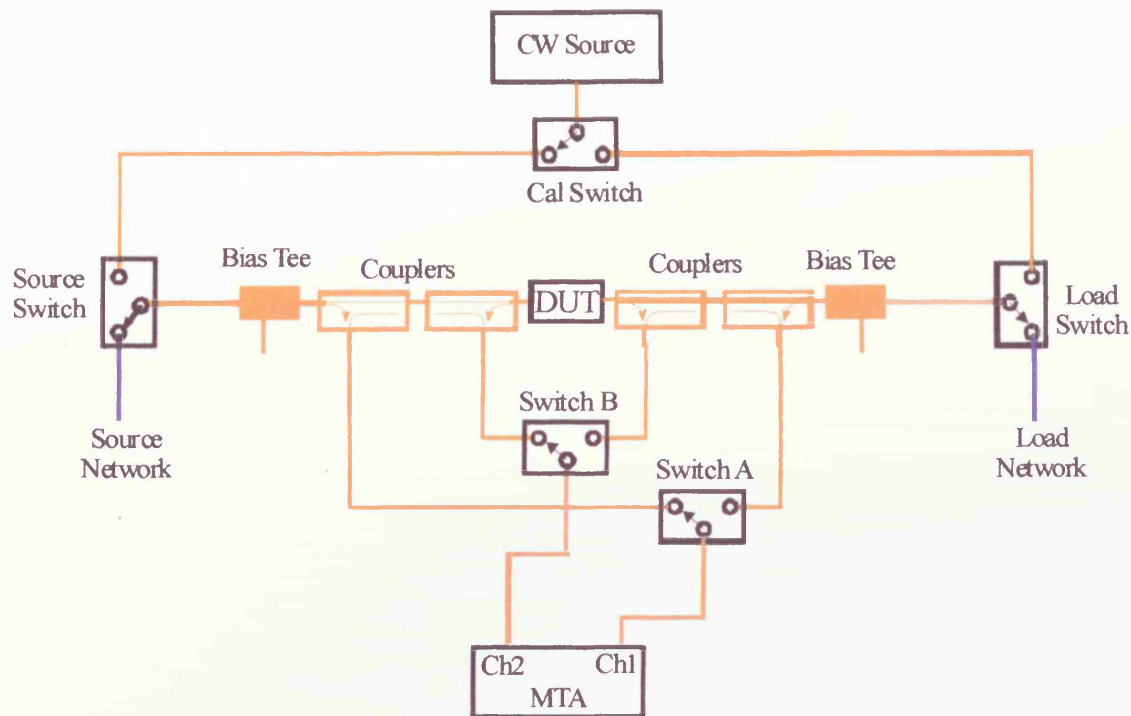 CW Source
Cal Switch
Source
Switch
Bias Tee
Couplers
DUT
Couplers
Bias Tee
Load
Switch
Switch B
Source
Network
Switch A
Load
Network
Ch2
Ch1
MTA